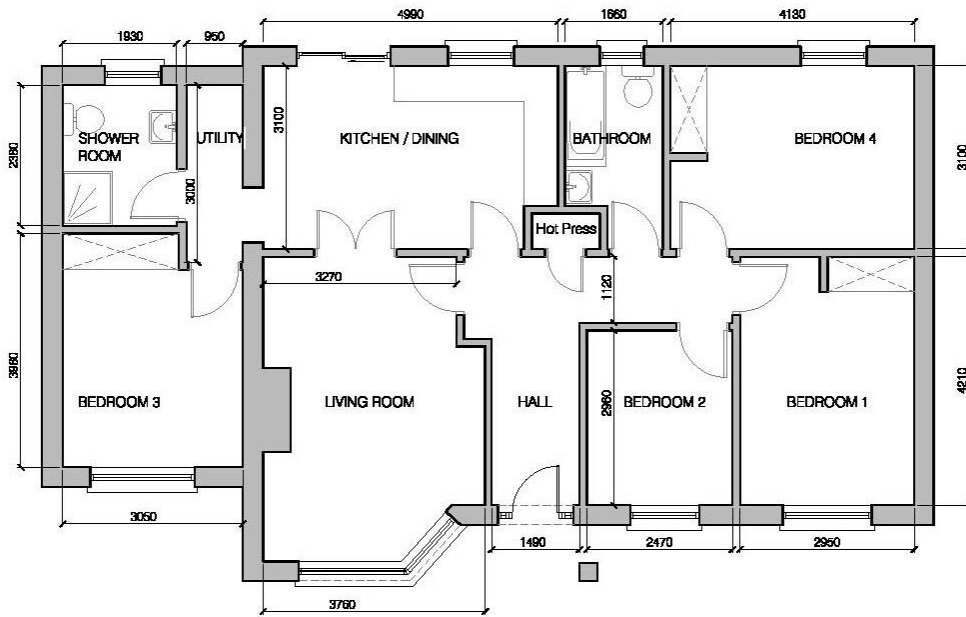 4990
1660
4130
1930
950
SHOWER
ROOM
UTILITY
KITCHEN / DINING
BATHROOM
BEDROOM 4
2380
3000
3100
3100
Hot Press
3270
1120
3980
BEDROOM 3
LIVING ROOM
HALL
2960
BEDROOM 2
BEDROOM 1
4210
3050
1490
2470
2950
3760